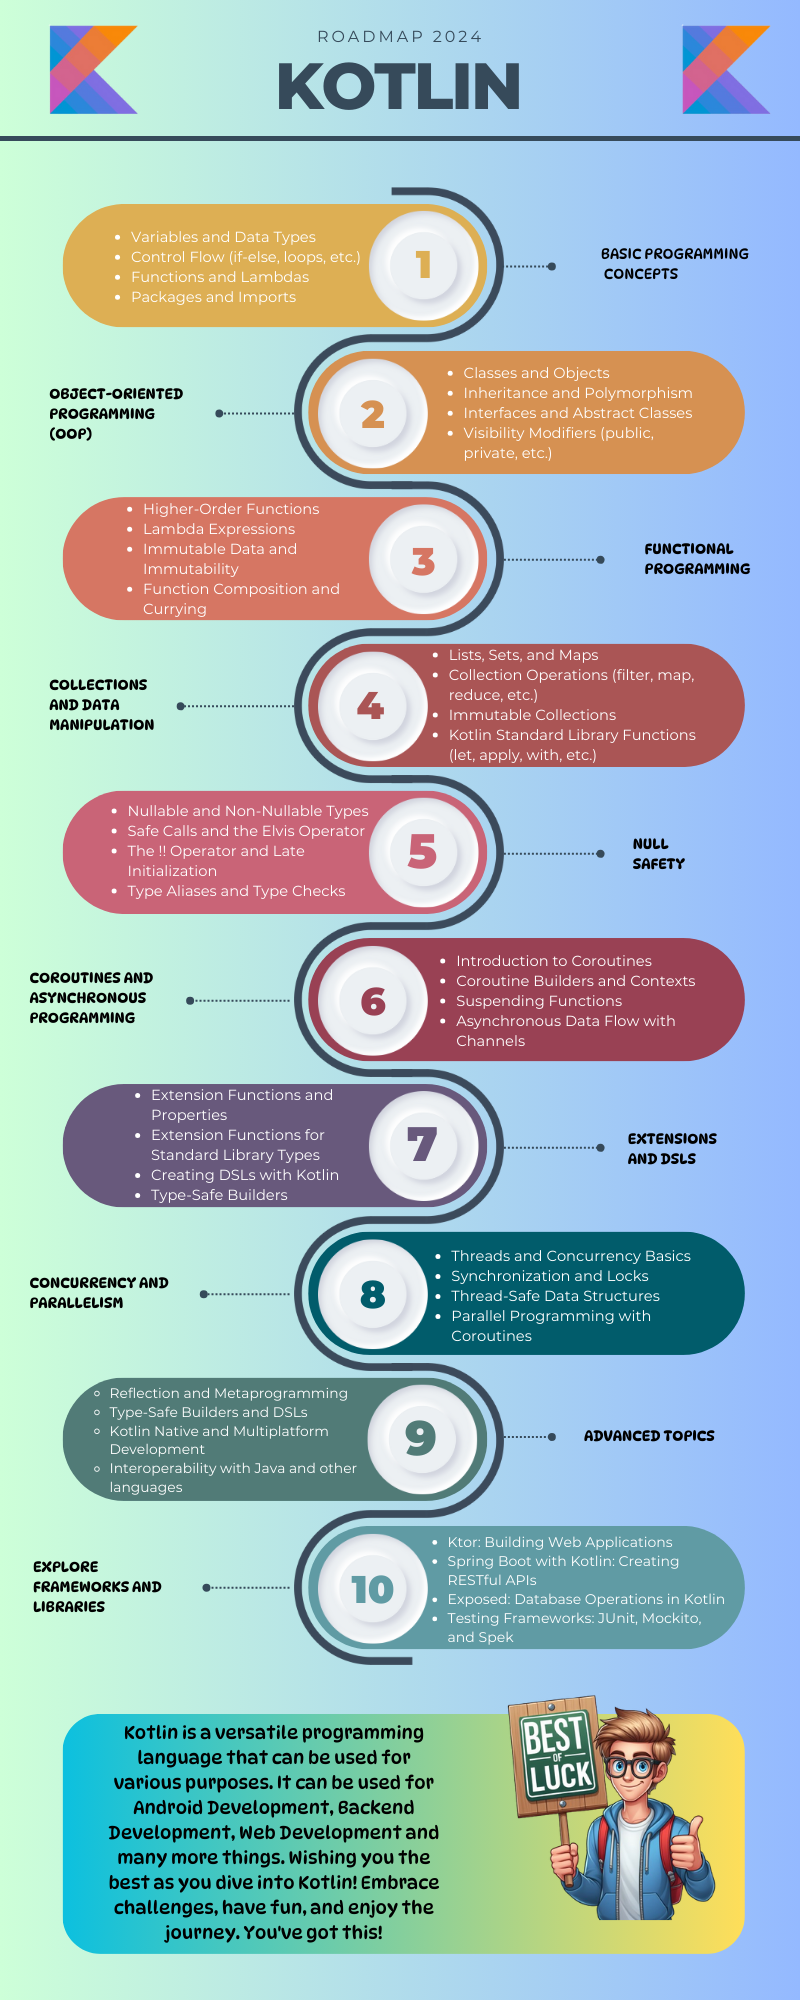 ROADMAP 2024
KOTLIN
Variables and Data Types
Control Flow (if-else, loops, etc.)
Functions and Lambdas
Packages and Imports
1
BASIC PROGRAMMING
CONCEPTS
OBJECT-ORIENTED
PROGRAMMING
(OOP)
2
Classes and Objects
Inheritance and Polymorphism
Interfaces and Abstract Classes
Visibility Modifiers (public,
private, etc.)
Higher-Order Functions
Lambda Expressions
Immutable Data and
Immutability
Function Composition and
Currying
3
FUNCTIONAL
PROGRAMMING
COLLECTIONS
AND DATA
MANIPULATION
4
Lists, Sets, and Maps
Collection Operations (filter, map,
reduce, etc.)
Immutable Collections
Kotlin Standard Library Functions
(let, apply, with, etc.)
Nullable and Non-Nullable Types
Safe Calls and the Elvis Operator
The !! Operator and Late
Initialization
Type Aliases and Type Checks
5
NULL
SAFETY
COROUTINES AND
ASYNCHRONOUS
PROGRAMMING
6
Introduction to Coroutines
Coroutine Builders and Contexts
Suspending Functions
Asynchronous Data Flow with
Channels
Extension Functions and
Properties
Extension Functions for
Standard Library Types
Creating DSLs with Kotlin
Type-Safe Builders
7
EXTENSIONS
AND DSLS
CONCURRENCY AND
PARALLELISM
8
Threads and Concurrency Basics
Synchronization and Locks
Thread-Safe Data Structures
Parallel Programming with
Coroutines
Reflection and Metaprogramming
Type-Safe Builders and DSLs
Kotlin Native and Multiplatform
Development
Interoperability with Java and other
languages
9
ADVANCED TOPICS
EXPLORE
FRAMEWORKS AND
LIBRARIES
10
Ktor: Building Web Applications
Spring Boot with Kotlin: Creating
RESTful APIs
Exposed: Database Operations in Kotlin
Testing Frameworks: JUnit, Mockito,
and Spek
Kotlin is a versatile programming
language that can be used for
various purposes. It can be used for
Android Development, Backend
Development, Web Development and
many more things. Wishing you the
best as you dive into Kotlin! Embrace
challenges, have fun, and enjoy the
journey. You've got this!
BEST
OF
LUCK